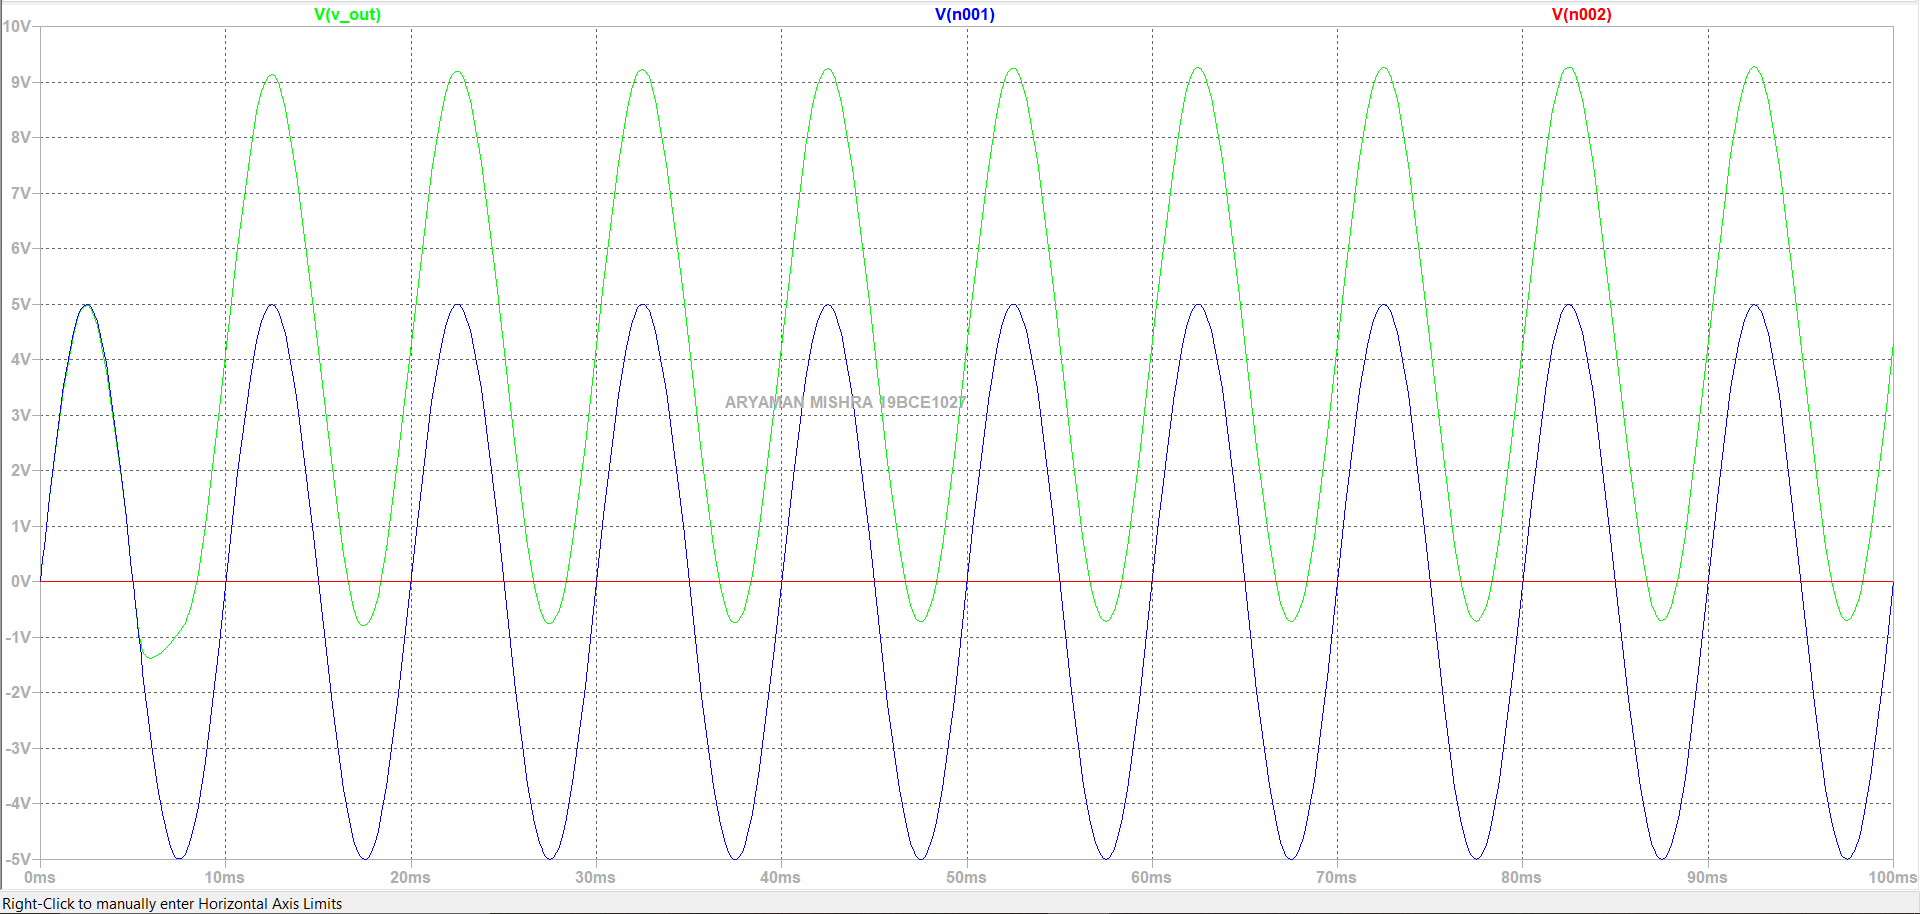 V(v_out) V(n001) V(n002)
10V
9V
8V
7V
6V
5V
4V
3V
ARYAMAN MISHRA 19BCE1027
2V
1V
0V
-1V
-2V
-3V
-4V
-5V
0ms 10ms 20ms 30ms 40ms 50ms 60ms 70ms 80ms 90ms 100ms
Right-Click to manually enter Horizontal Axis Limits